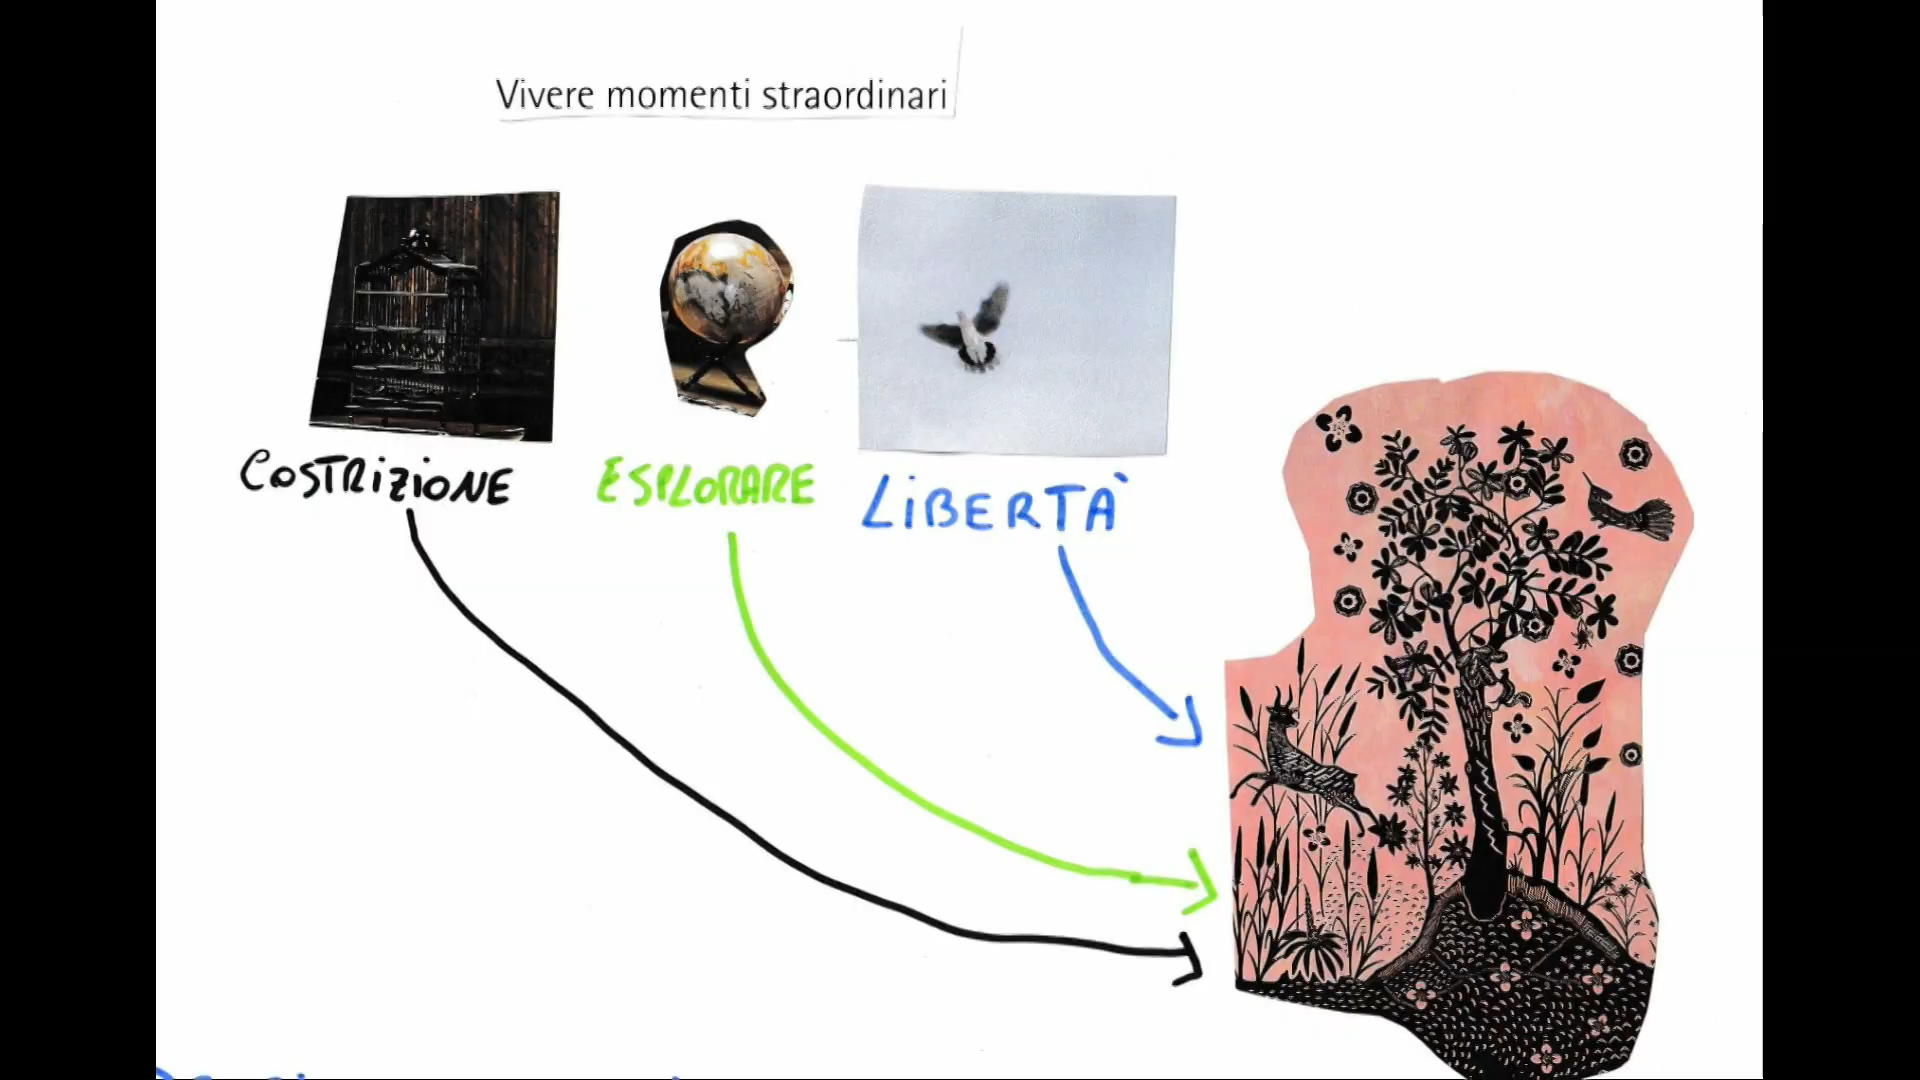 Vivere momenti straordinari
COSTRIZIONE
ESPLORARE
LIBERTÀ